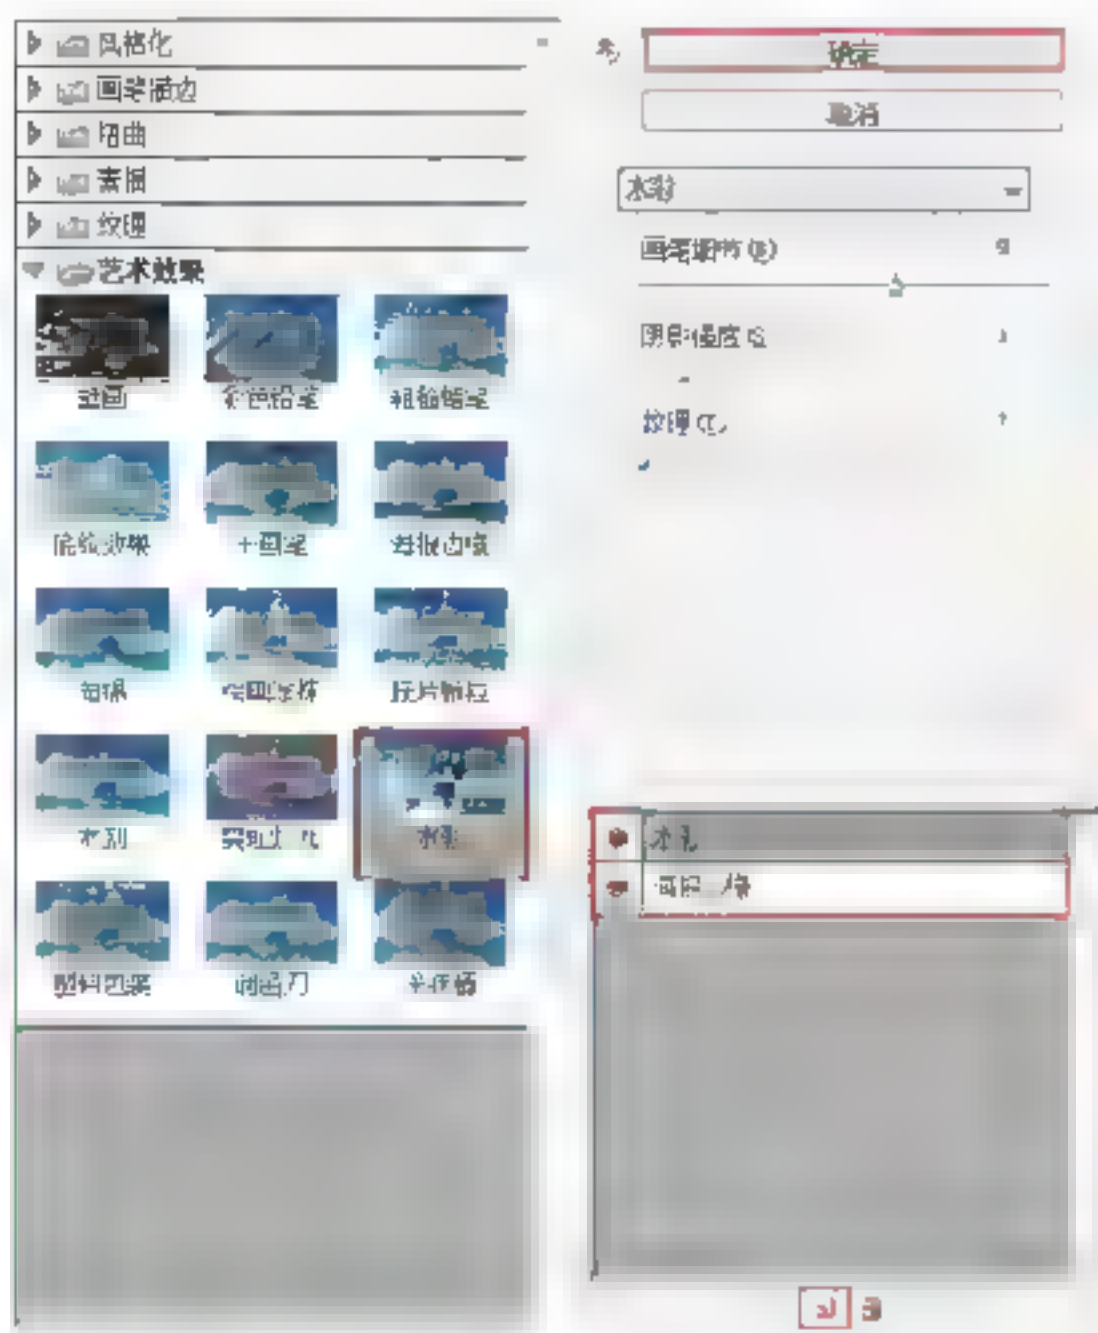 风格化
画笔描边
扭曲
素描
纹理
艺术效果
壁画
彩色铅笔
粗糙蜡笔
底纹效果
干画笔
海报边缘
海绵
绘画涂抹
胶片颗粒
木刻
霓虹灯光
水彩
塑料包装
调色刀
涂抹棒
确定
取消
水彩
画笔细节(B) 9
阴影强度(S)
纹理(T)